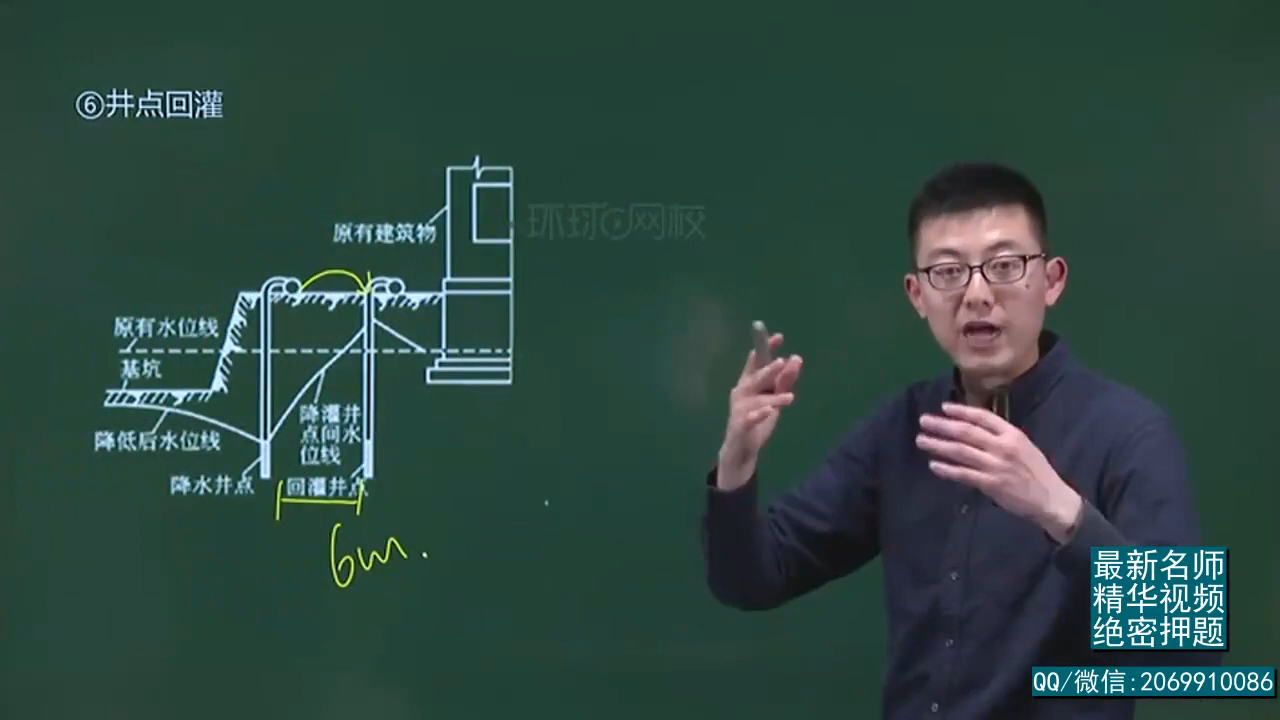 ⑥井点回灌
原有建筑物
环球网校
原有水位线
基坑
降灌井
点间水
位线
降低后水位线
降水井点
回灌井点
6m.
最新名师
精华视频
绝密押题
QQ/微信:2069910086